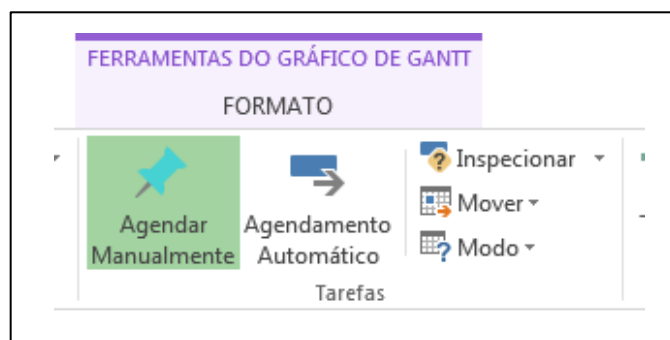 FERRAMENTAS DO GRÁFICO DE GANTT
FORMATO
Agendar
Manualmente
Agendamento
Automático
Inspecionar
Mover
Modo
Tarefas